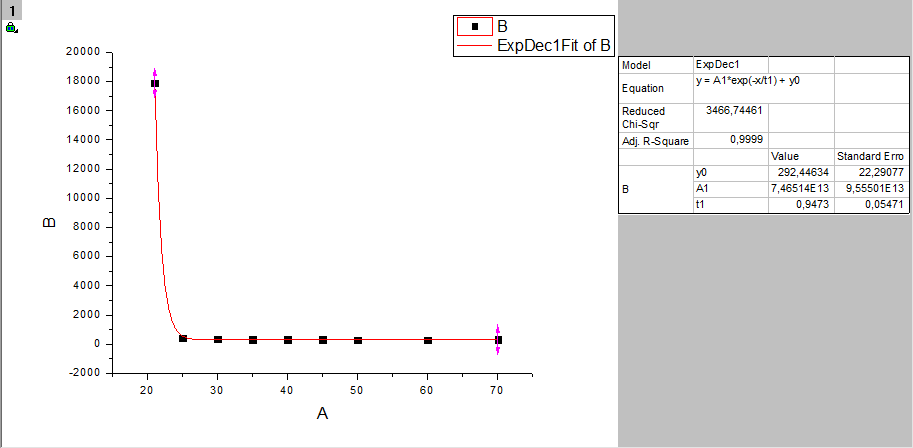 1
B
ExpDec1Fit of B
20000
18000
16000
14000
12000
10000
8000
6000
4000
2000
0
-2000
B
20 30 40 50 60 70
A
Model ExpDec1
Equation y = A1*exp(-x/t1) + y0
Reduced Chi-Sqr 3466,74461
Adj. R-Square 0,9999
Value Standard Erro
B y0 292,44634 22,29077
A1 7,46514E13 9,55501E13
t1 0,9473 0,05471